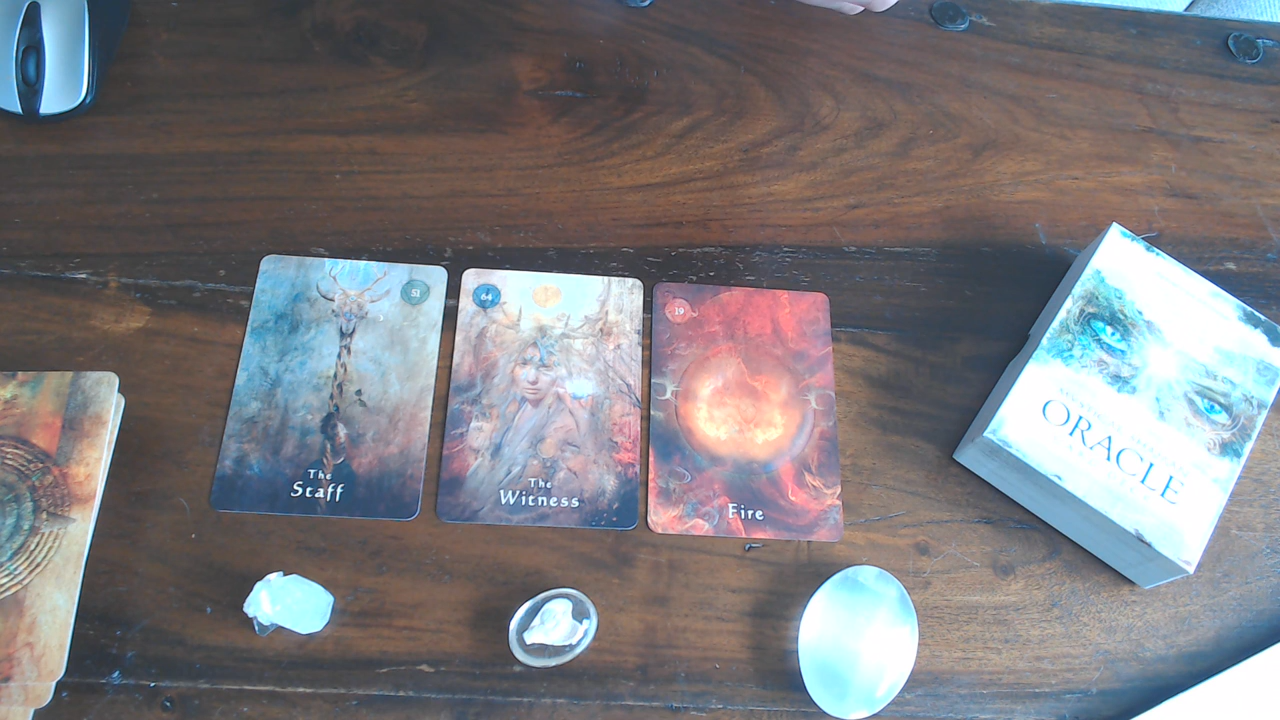 51
The
Staff
64
The
Witness
19
Fire
ORACLE